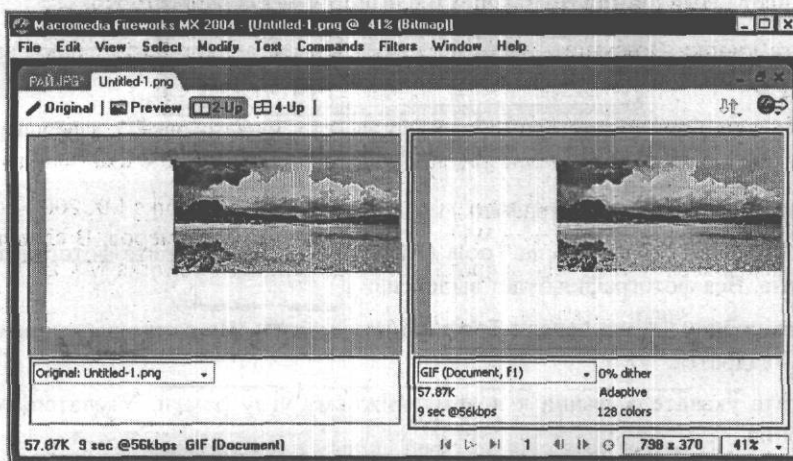 Macromedia Fireworks MX 2004 - [Untitled-1.png @ 41% (Bitmap)]
File Edit View Select Modify Text Commands Filters Window Help
Untitled-1.png
Original Preview 2-Up 4-Up
Original: Untitled-1.png
GIF (Document, f1) 0% dither
57.87K Adaptive
9 sec @56kbps 128 colors
57.87K 9 sec @56kbps GIF (Document) 1 798 x 370 41%